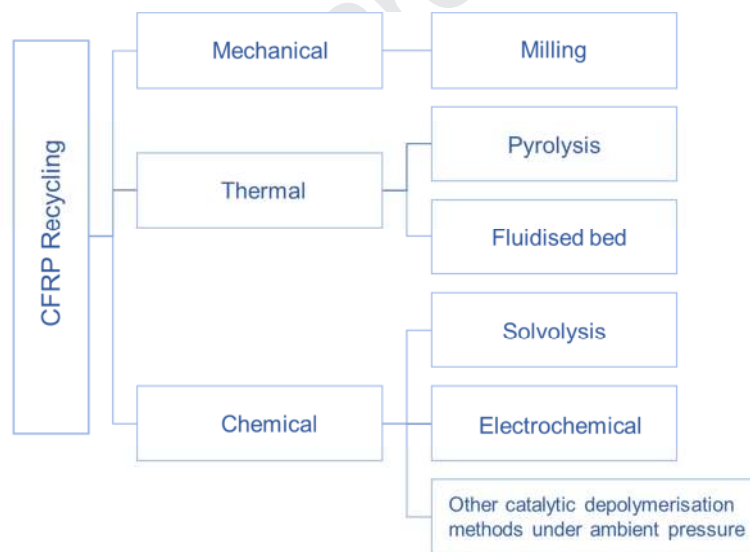 CFRP Recycling
Mechanical
Milling
Thermal
Pyrolysis
Fluidised bed
Chemical
Solvolysis
Electrochemical
Other catalytic depolymerisation
methods under ambient pressure